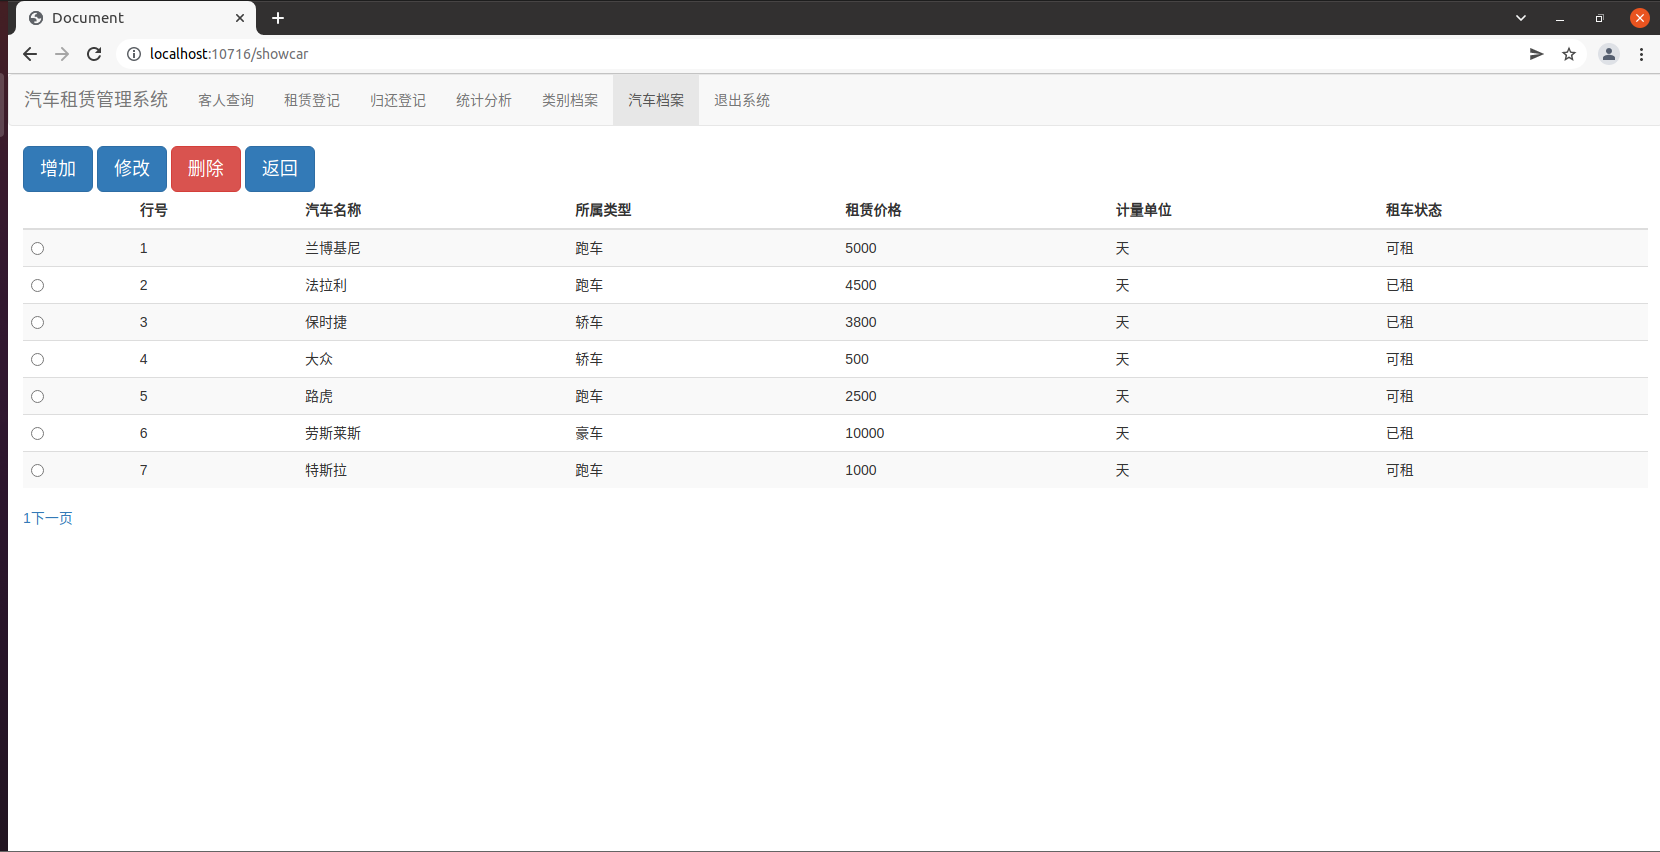 Document
localhost:10716/showcar
汽车租赁管理系统 客人查询 租赁登记 归还登记 统计分析 类别档案 汽车档案 退出系统
增加 修改 删除 返回
行号 汽车名称 所属类型 租赁价格 计量单位 租车状态
1 兰博基尼 跑车 5000 天 可租
2 法拉利 跑车 4500 天 已租
3 保时捷 轿车 3800 天 已租
4 大众 轿车 500 天 可租
5 路虎 跑车 2500 天 可租
6 劳斯莱斯 豪车 10000 天 已租
7 特斯拉 跑车 1000 天 可租
1下一页